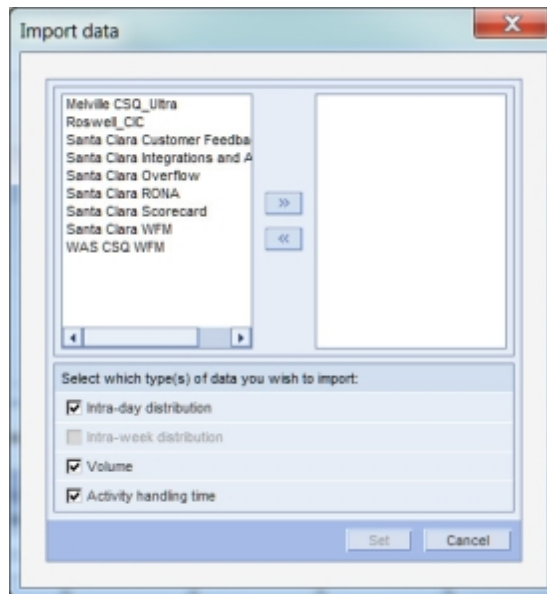 Import data
Melville CSQ_Ultra
Roswell_CIC
Santa Clara Customer Feedba
Santa Clara Integrations and A
Santa Clara Overflow
Santa Clara RONA
Santa Clara Scorecard
Santa Clara WFM
WAS CSQ WFM
>>
<<
Select which type(s) of data you wish to import:
Intra-day distribution
Intra-week distribution
Volume
Activity handling time
Set Cancel